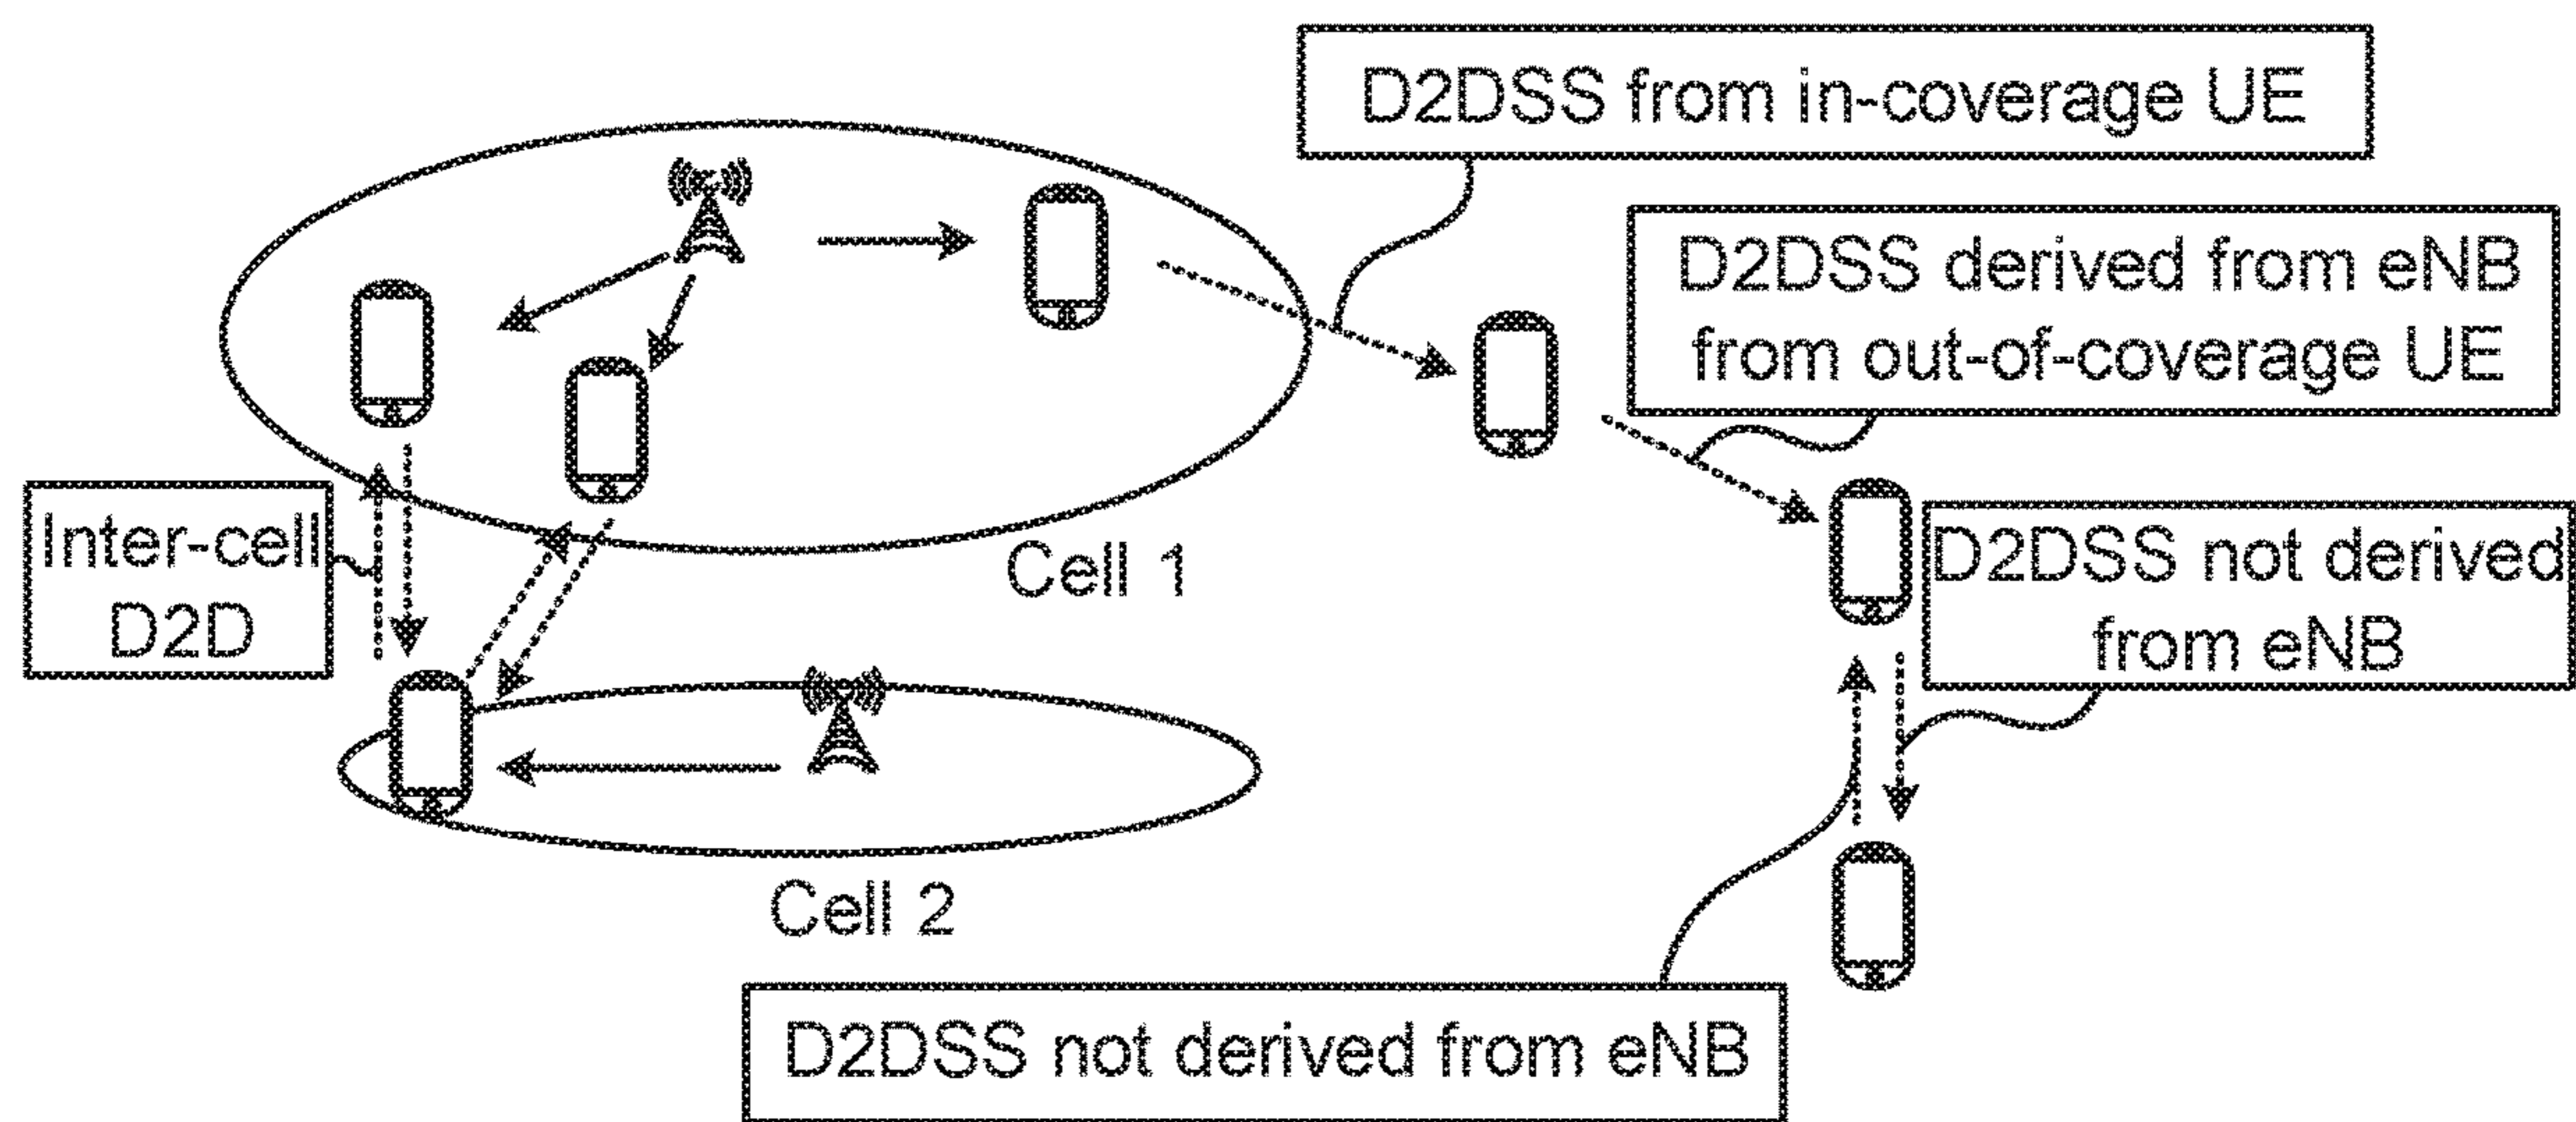 D2DSS from in-coverage UE
D2DSS derived from eNB
from out-of-coverage UE
Inter-cell
D2D
Cell 1
D2DSS not derived
from eNB
Cell 2
D2DSS not derived from eNB